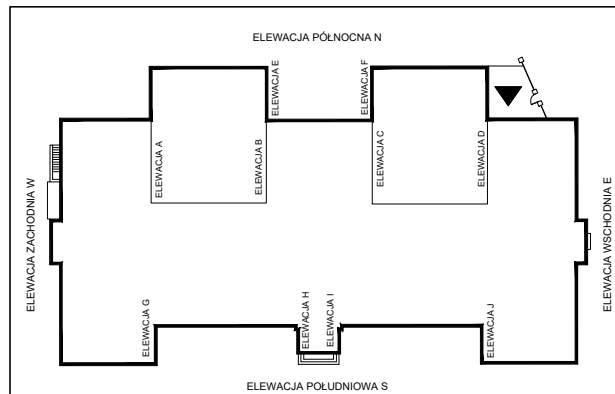 ELEWACJA PÓŁNOCNA N
ELEWACJA E
ELEWACJA F
ELEWACJA A
ELEWACJA B
ELEWACJA C
ELEWACJA D
ELEWACJA ZACHODNIA W
ELEWACJA WSCHODNIA E
ELEWACJA G
ELEWACJA H
ELEWACJA I
ELEWACJA J
ELEWACJA POŁUDNIOWA S